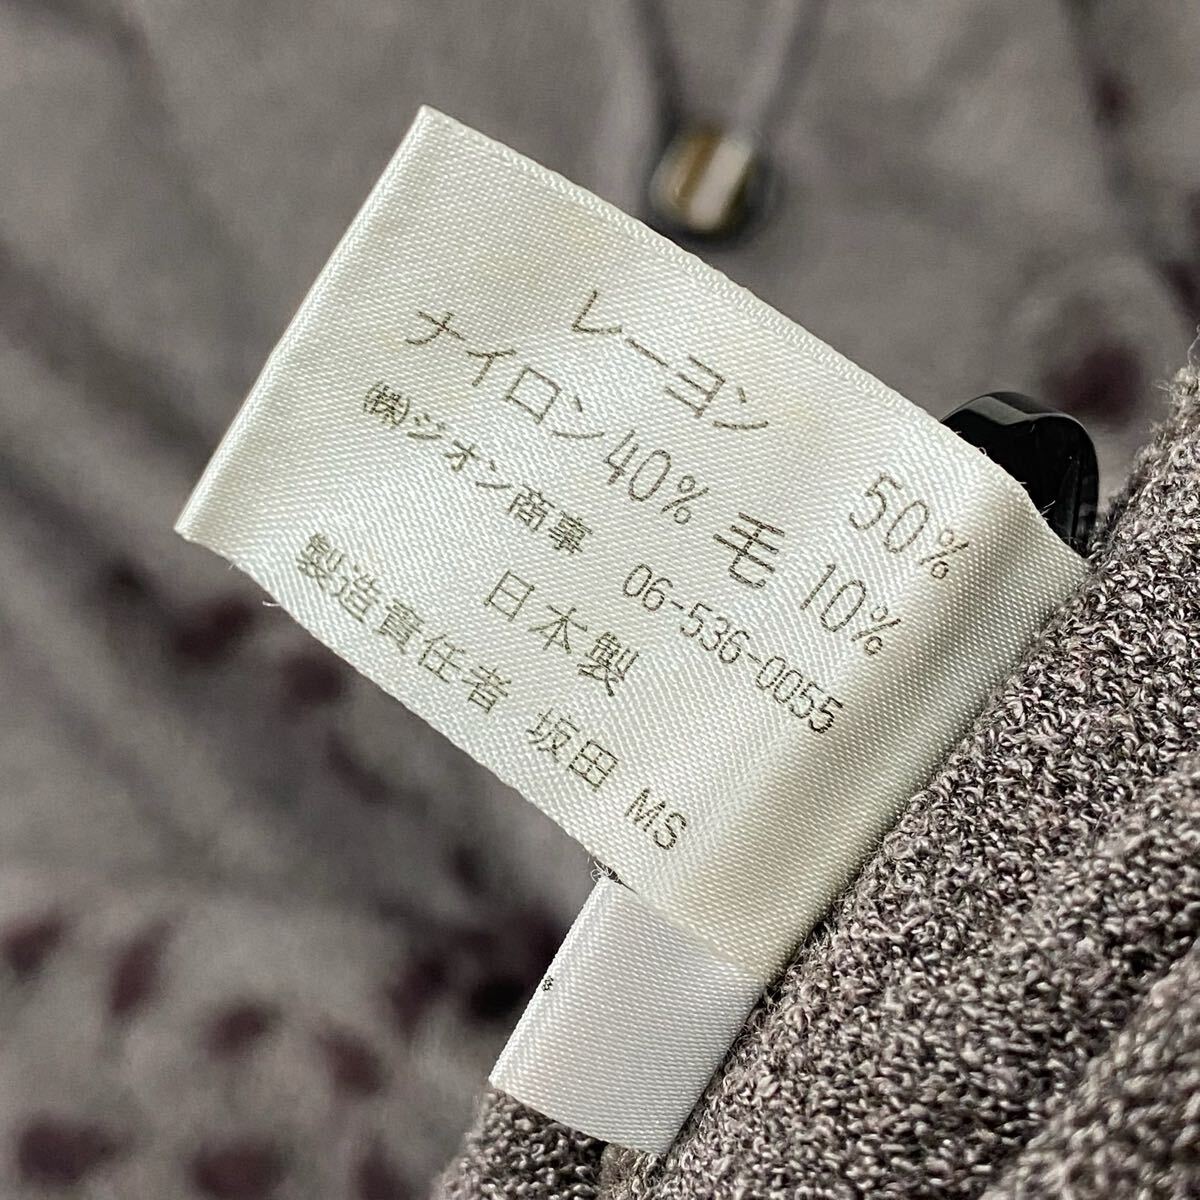 レーヨン 50%
ナイロン40% 毛 10%
㈱ジオン商事 06-536-0055
日本製
製造責任者 坂田 MS